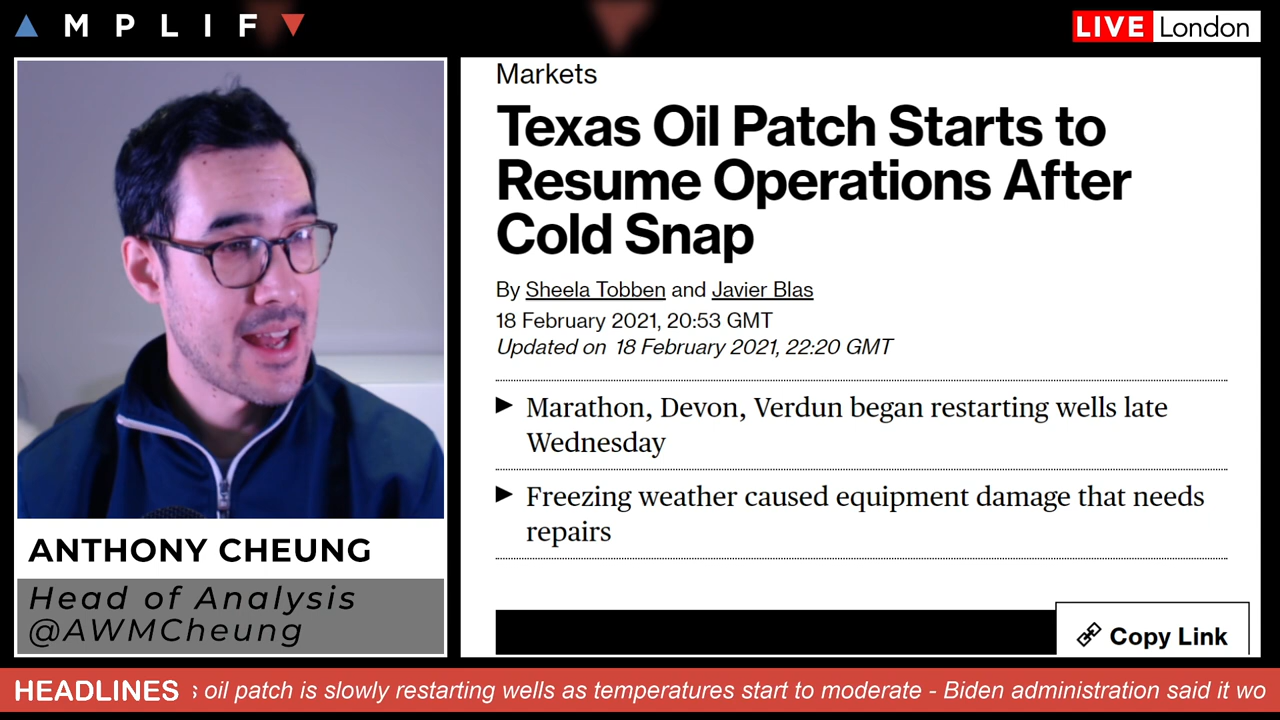 MPLIF
LIVE London
Markets
Texas Oil Patch Starts to
Resume Operations After
Cold Snap
By Sheela Tobben and Javier Blas
18 February 2021, 20:53 GMT
Updated on 18 February 2021, 22:20 GMT
Marathon, Devon, Verdun began restarting wells late
Wednesday
Freezing weather caused equipment damage that needs
repairs
Copy Link
ANTHONY CHEUNG
Head of Analysis
@AWMCheung
HEADLINES oil patch is slowly restarting wells as temperatures start to moderate - Biden administration said it wo